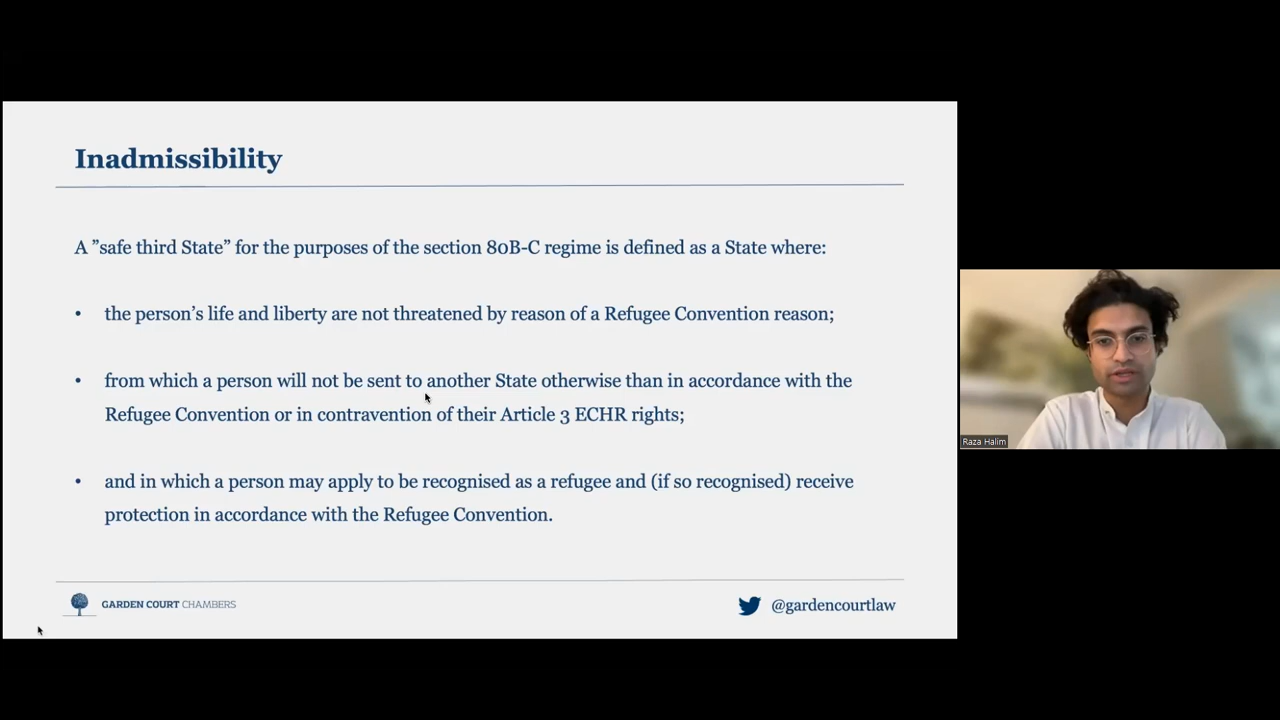 Inadmissibility
A ”safe third State” for the purposes of the section 80B-C regime is defined as a State where:
• the person’s life and liberty are not threatened by reason of a Refugee Convention reason;
• from which a person will not be sent to another State otherwise than in accordance with the
Refugee Convention or in contravention of their Article 3 ECHR rights;
• and in which a person may apply to be recognised as a refugee and (if so recognised) receive
protection in accordance with the Refugee Convention.
GARDEN COURT CHAMBERS
@gardencourtlaw
Raza Halim